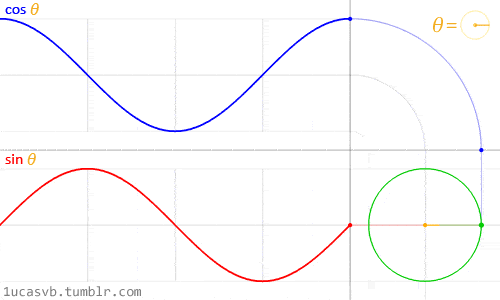 cos θ
θ =
sin θ
1ucasvb.tumblr.com